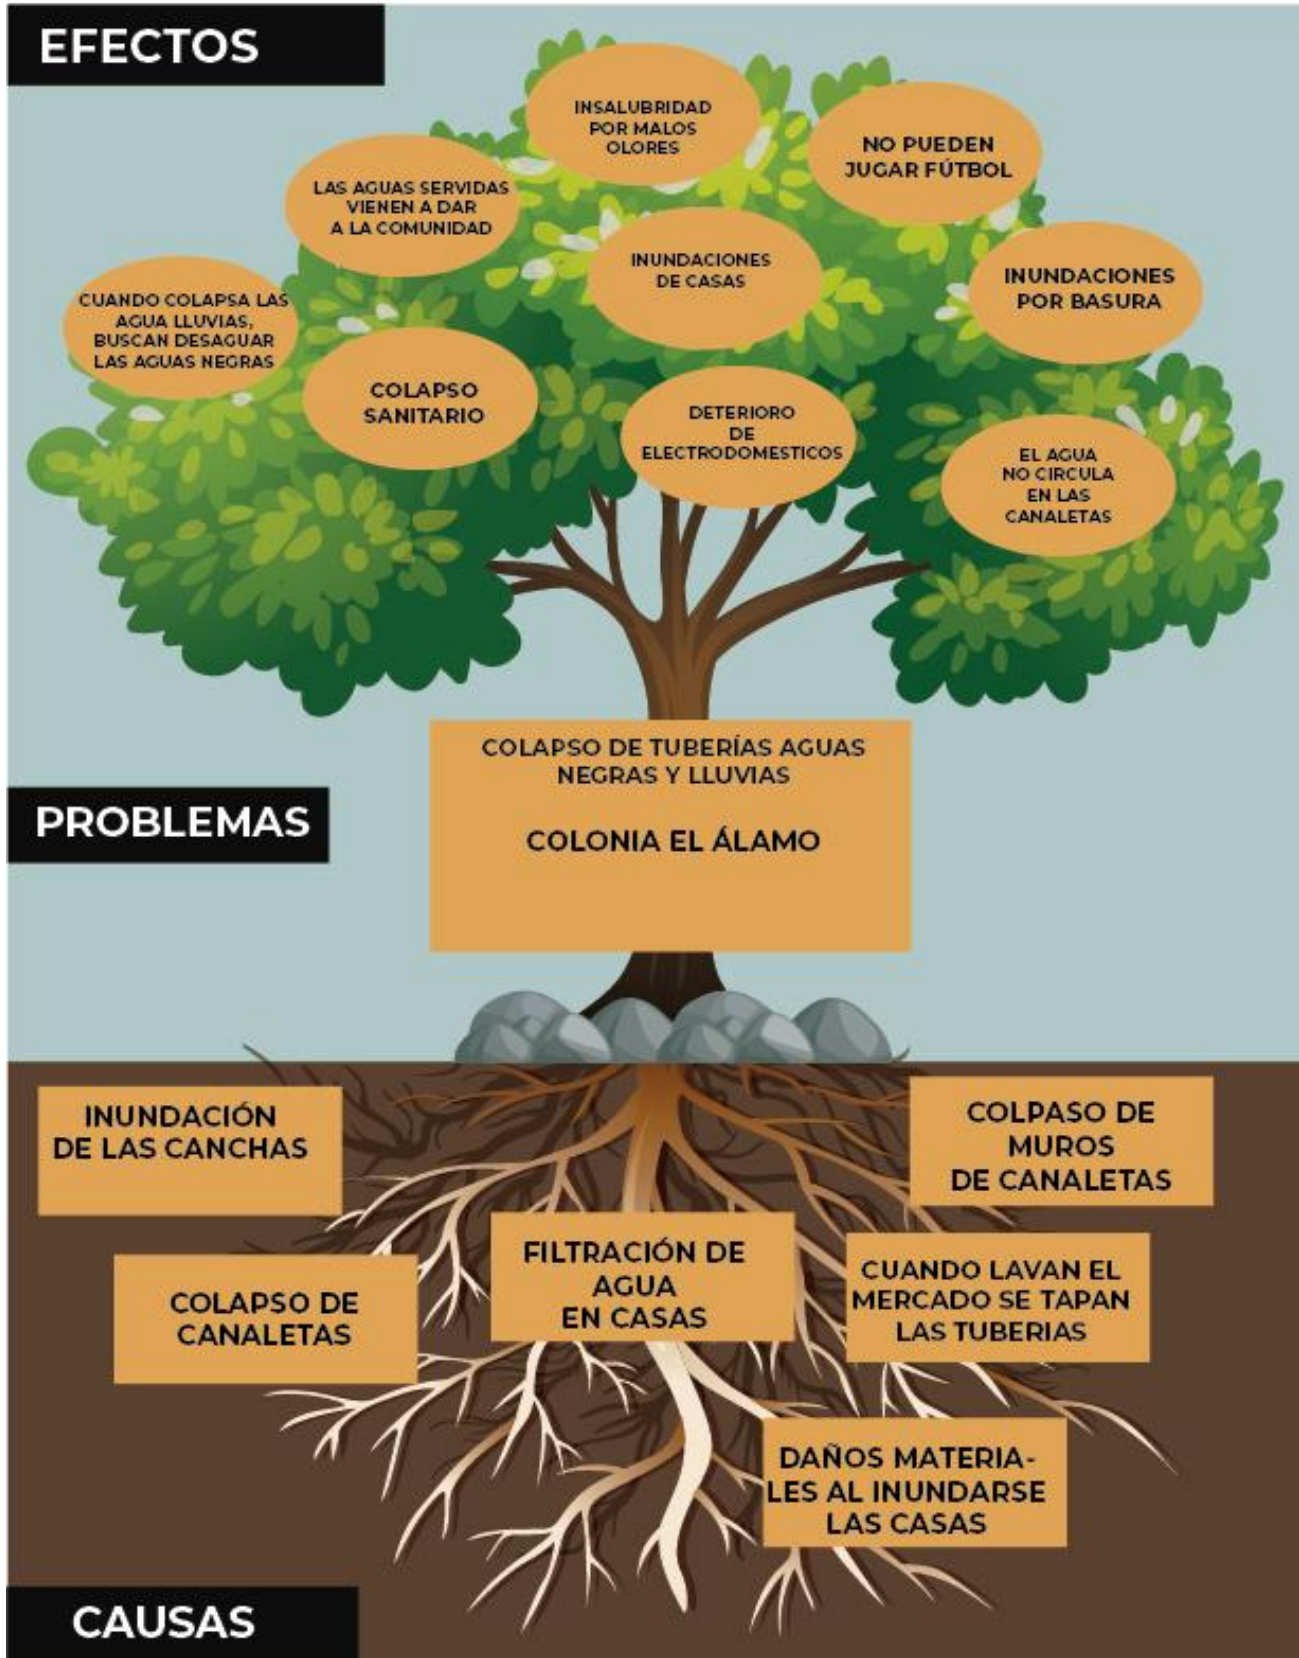 EFECTOS
INSALUBRIDAD
POR MALOS
OLORES
NO PUEDEN
JUGAR FÚTBOL
LAS AGUAS SERVIDAS
VIENEN A DAR
A LA COMUNIDAD
INUNDACIONES
DE CASAS
INUNDACIONES
POR BASURA
CUANDO COLAPSA LAS
AGUA LLUVIAS,
BUSCAN DESAGUAR
LAS AGUAS NEGRAS
COLAPSO
SANITARIO
DETERIORO
DE
ELECTRODOMESTICOS
EL AGUA
NO CIRCULA
EN LAS
CANALETAS
COLAPSO DE TUBERÍAS AGUAS
NEGRAS Y LLUVIAS
COLONIA EL ÁLAMO
PROBLEMAS
INUNDACIÓN
DE LAS CANCHAS
COLPASO DE
MUROS
DE CANALETAS
FILTRACIÓN DE
AGUA
EN CASAS
CUANDO LAVAN EL
MERCADO SE TAPAN
LAS TUBERIAS
COLAPSO DE
CANALETAS
DAÑOS MATERIA-
LES AL INUNDARSE
LAS CASAS
CAUSAS